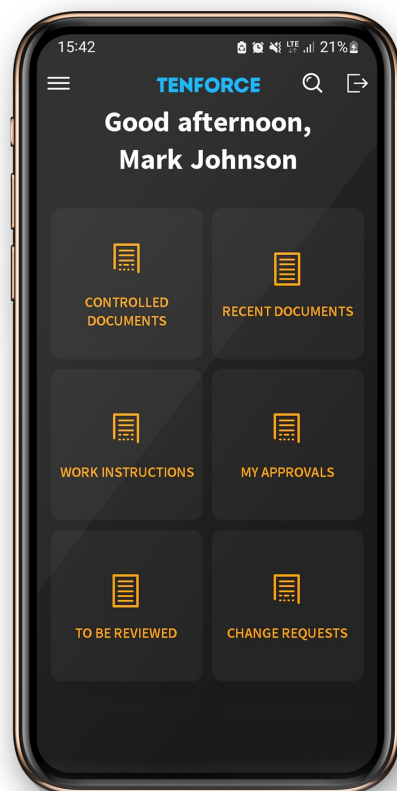 15:42
LTE
21%
TENFORCE
Good afternoon,
Mark Johnson
CONTROLLED
DOCUMENTS
RECENT DOCUMENTS
WORK INSTRUCTIONS
MY APPROVALS
TO BE REVIEWED
CHANGE REQUESTS